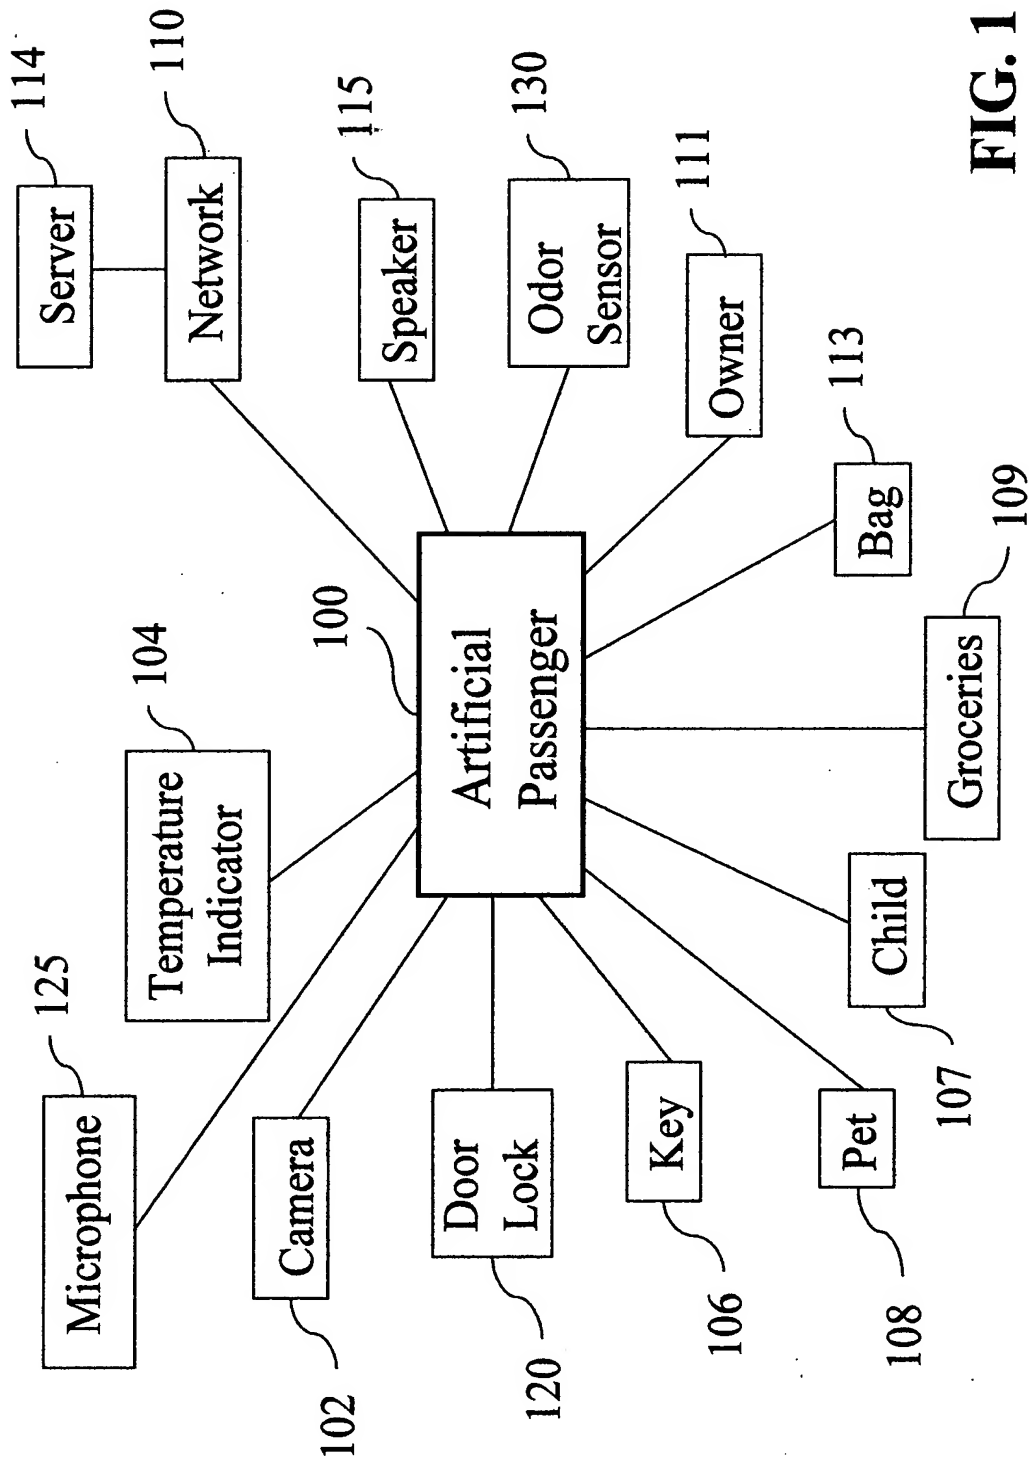 125
Microphone
104
Temperature
Indicator
114
Server
110
Network
102
Camera
100
Artificial
Passenger
115
Speaker
120
Door
Lock
130
Odor
Sensor
106
Key
111
Owner
108
Pet
107
Child
109
Groceries
113
Bag
FIG. 1